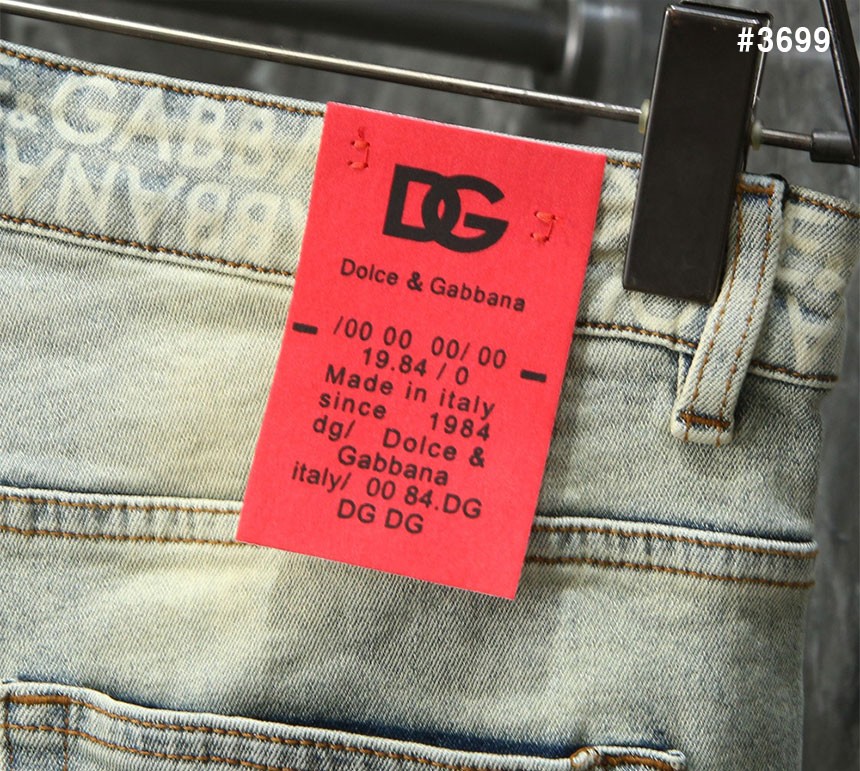 #3699
& GABBA
DG
Dolce & Gabbana
/00 00 00/ 00
19.84 / 0
Made in italy
since 1984
dg/ Dolce &
Gabbana
italy/ 00 84.DG
DG DG